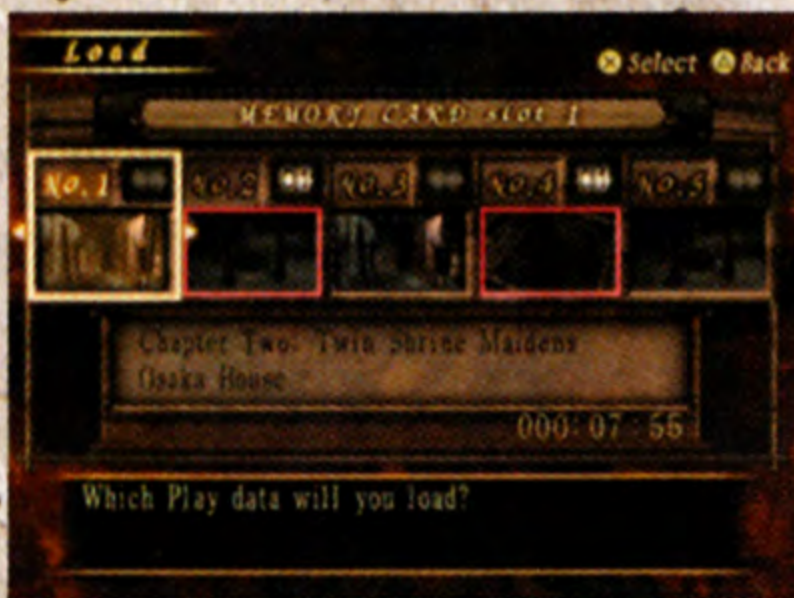 Load
Select Back
MEMORY CARD slot 1
NO.1 NO.2 NO.3 NO.4 NO.5
Chapter Two: Twin Shrine Maidens
Osaka House
000:07:55
Which Play data will you load?